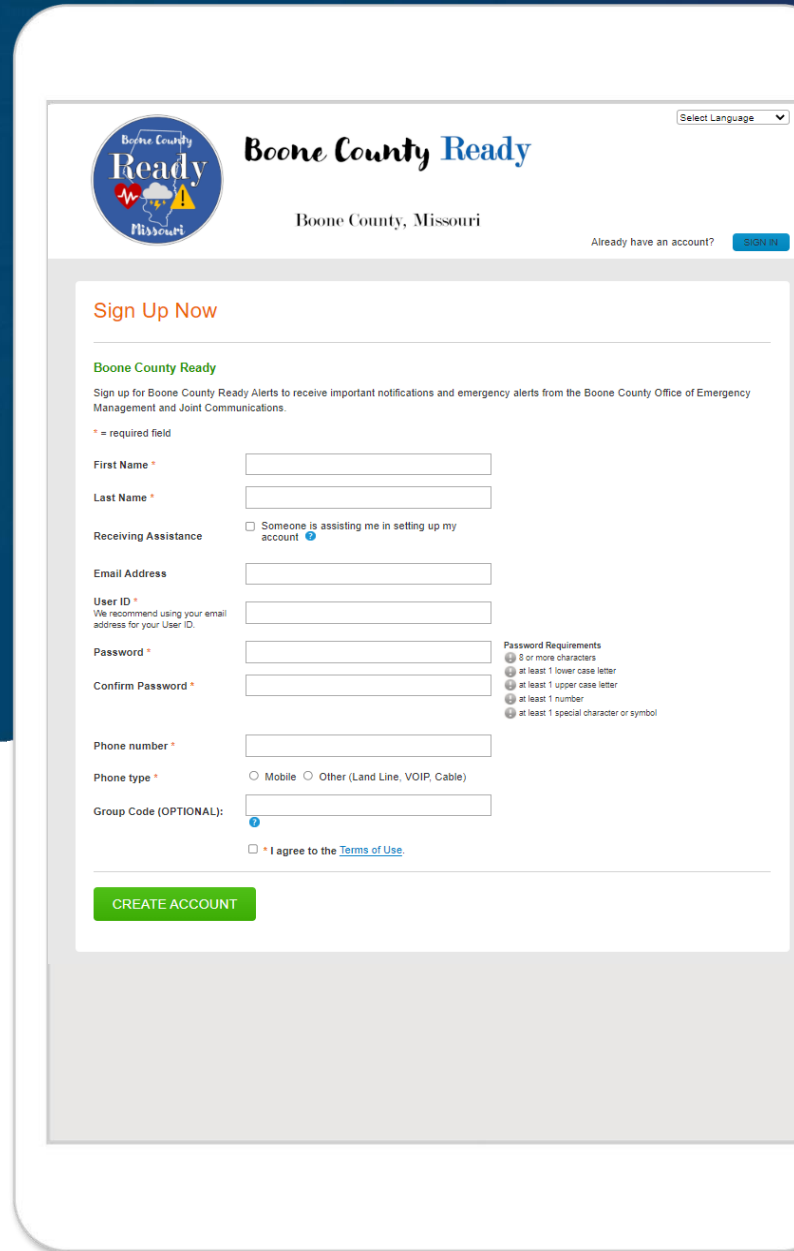 Boone County
Ready
Missouri
Boone County Ready
Boone County, Missouri
Select Language
Already have an account?
SIGN IN
Sign Up Now
Boone County Ready
Sign up for Boone County Ready Alerts to receive important notifications and emergency alerts from the Boone County Office of Emergency
Management and Joint Communications.
* = required field
First Name *
Last Name *
Receiving Assistance
Someone is assisting me in setting up my
account ?
Email Address
User ID *
We recommend using your email
address for your User ID.
Password *
Confirm Password *
Password Requirements
! 8 or more characters
! at least 1 lower case letter
! at least 1 upper case letter
! at least 1 number
! at least 1 special character or symbol
Phone number *
Phone type *
Mobile
Other (Land Line, VOIP, Cable)
Group Code (OPTIONAL):
?
* I agree to the Terms of Use.
CREATE ACCOUNT